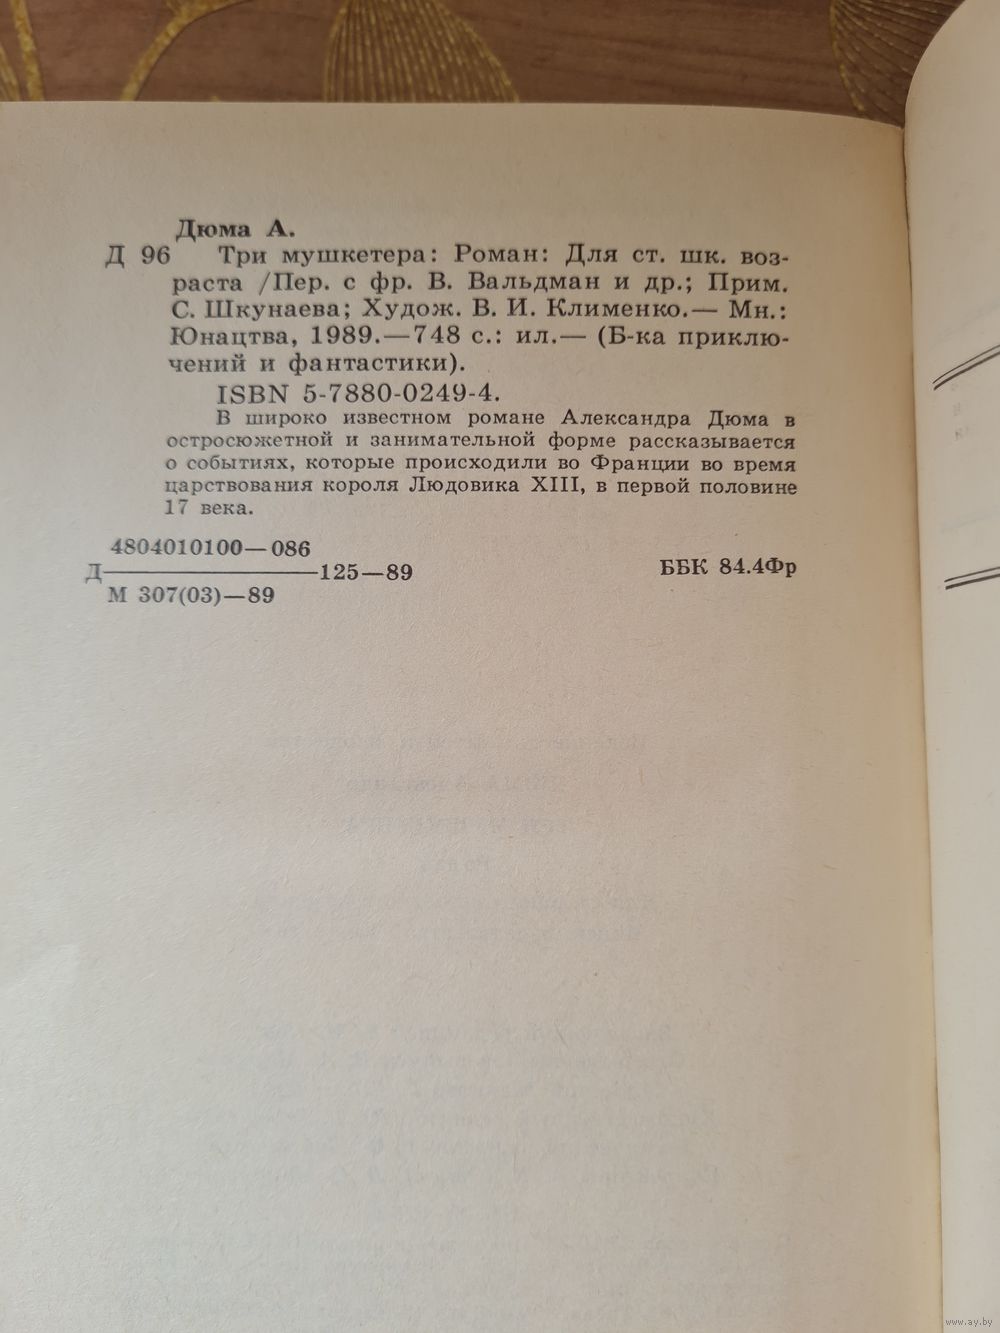 Дюма А.
Д 96 Три мушкетера: Роман: Для ст. шк. воз-
раста /Пер. с фр. В. Вальдман и др.; Прим.
С. Шкунаева; Худож. В. И. Клименко.— Мн.:
Юнацтва, 1989.—748 с.: ил.— (Б-ка приклю-
чений и фантастики).
ISBN 5-7880-0249-4.
В широко известном романе Александра Дюма в
остросюжетной и занимательной форме рассказывается
о событиях, которые происходили во Франции во время
царствования короля Людовика XIII, в первой половине
17 века.
4804010100—086
Д 125—89
М 307(03)—89
ББК 84.4Фр
www.ay.by